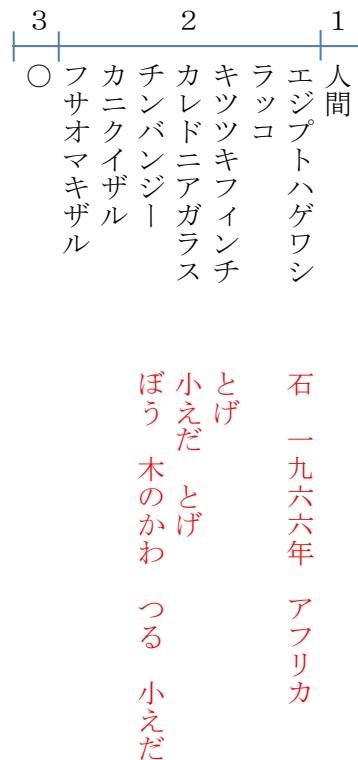 1
人間
2
エジプトハゲワシ 石 一九六六年 アフリカ
ラッコ
キツツキフィンチ とげ
カレドニアガラス 小えだ とげ
チンバンジー ぼう 木のかわ つる 小えだ
カニクイザル
フサオマキザル
3
○